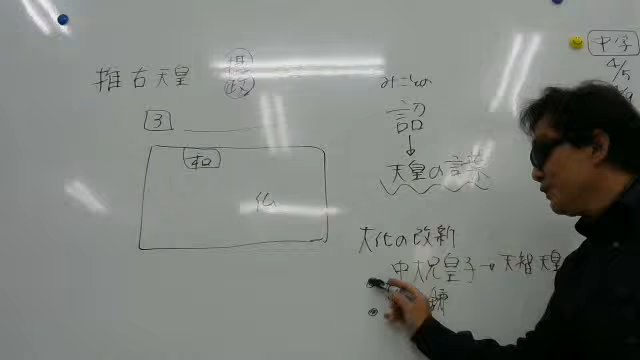 推古天皇 摂政
3
和
仏
みことのり
詔
↓
天皇の言葉
大化の改新
中大兄皇子→天智天皇
鎌
中学
4/5